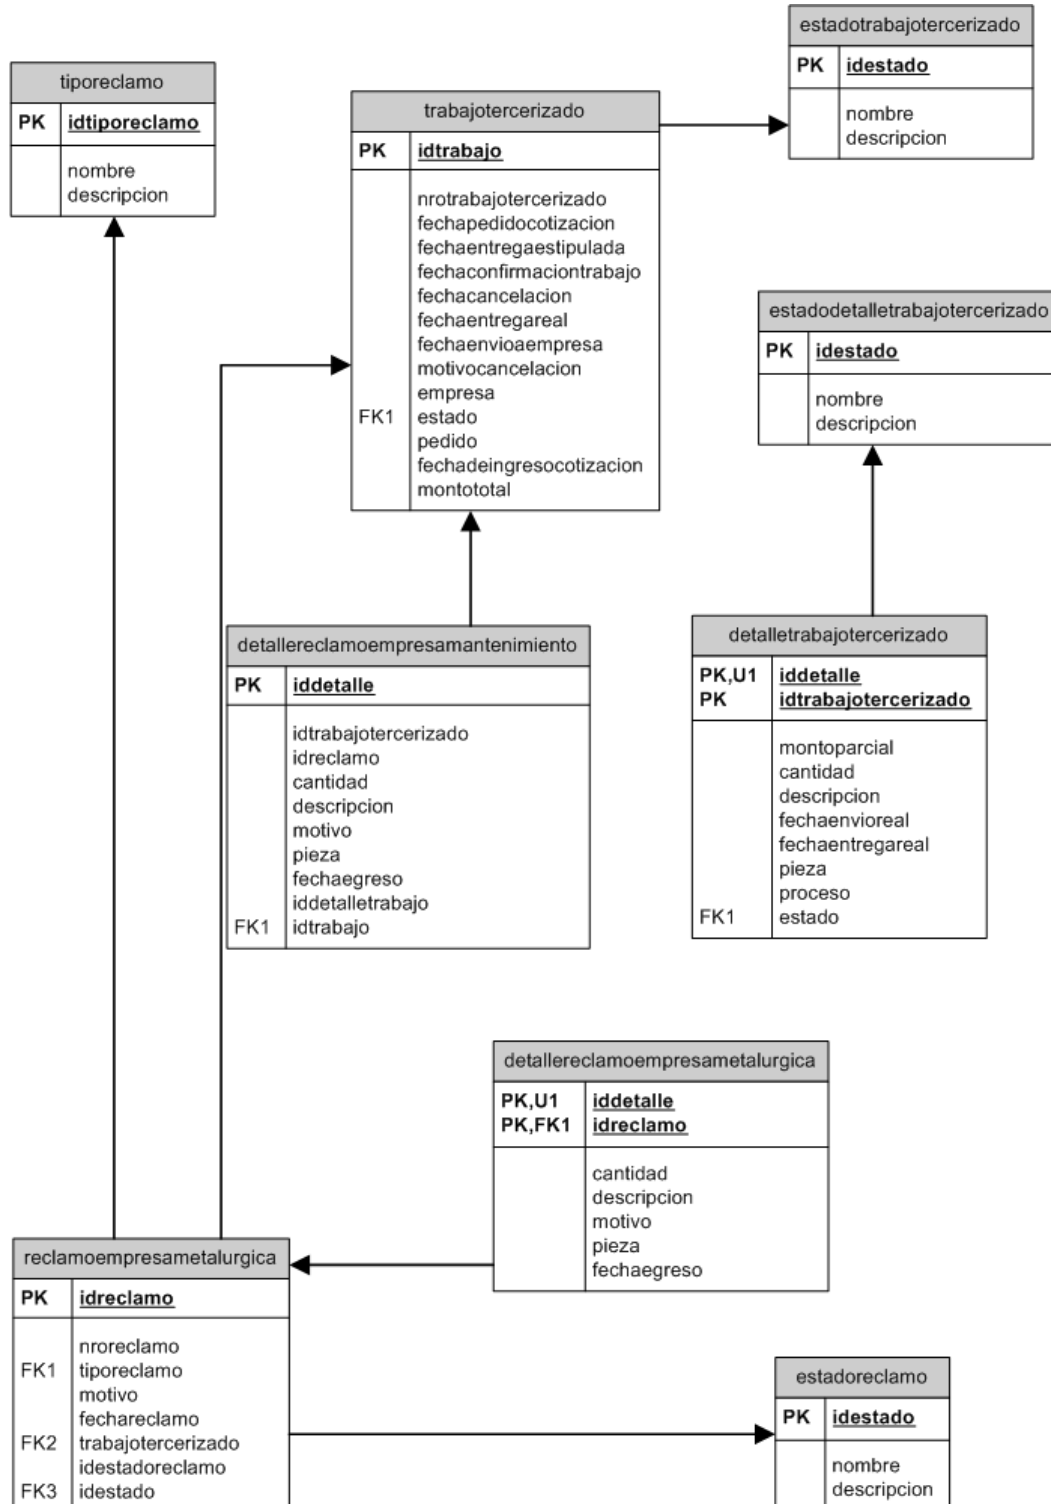 estadotrabajotercerizado
PK idestado
nombre
descripcion
tiporeclamo
PK idtiporeclamo
nombre
descripcion
trabajotercerizado
PK idtrabajo
nrotrabajotercerizado
fechapedidocotizacion
fechaentregaestipulada
fechaconfirmaciontrabajo
fechacancelacion
fechaentregareal
fechaenvioaempresa
motivocancelacion
empresa
FK1 estado
pedido
fechadeingresocotizacion
montototal
estadodetalletrabajotercerizado
PK idestado
nombre
descripcion
detallereclamoempresamantenimiento
PK iddetalle
idtrabajotercerizado
idreclamo
cantidad
descripcion
motivo
pieza
fechaegreso
iddetalletrabajo
FK1 idtrabajo
detalletrabajotercerizado
PK,U1 iddetalle
PK idtrabajotercerizado
montoparcial
cantidad
descripcion
fechaenvioreal
fechaentregareal
pieza
proceso
FK1 estado
detallereclamoempresametalurgica
PK,U1 iddetalle
PK,FK1 idreclamo
cantidad
descripcion
motivo
pieza
fechaegreso
reclamoempresametalurgica
PK idreclamo
nroreclamo
FK1 tiporeclamo
motivo
fechareclamo
FK2 trabajotercerizado
idestadoreclamo
FK3 idestado
estadoreclamo
PK idestado
nombre
descripcion